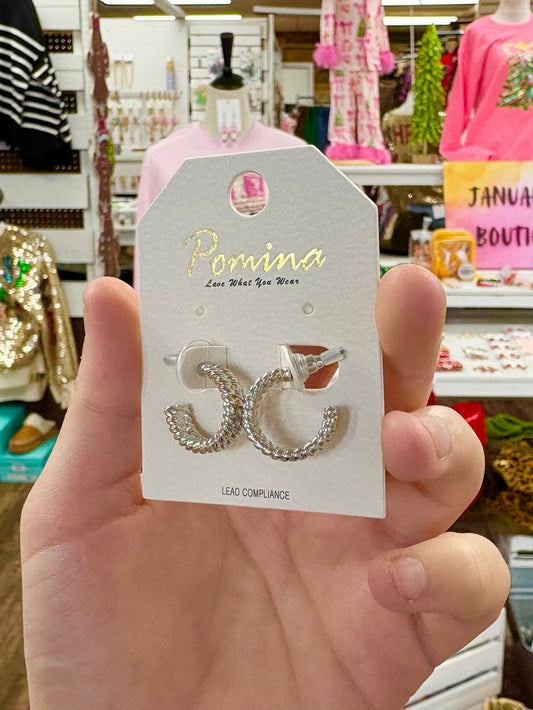 Pomina
Love What You Wear
LEAD COMPLIANCE
JANUA
BOUTI